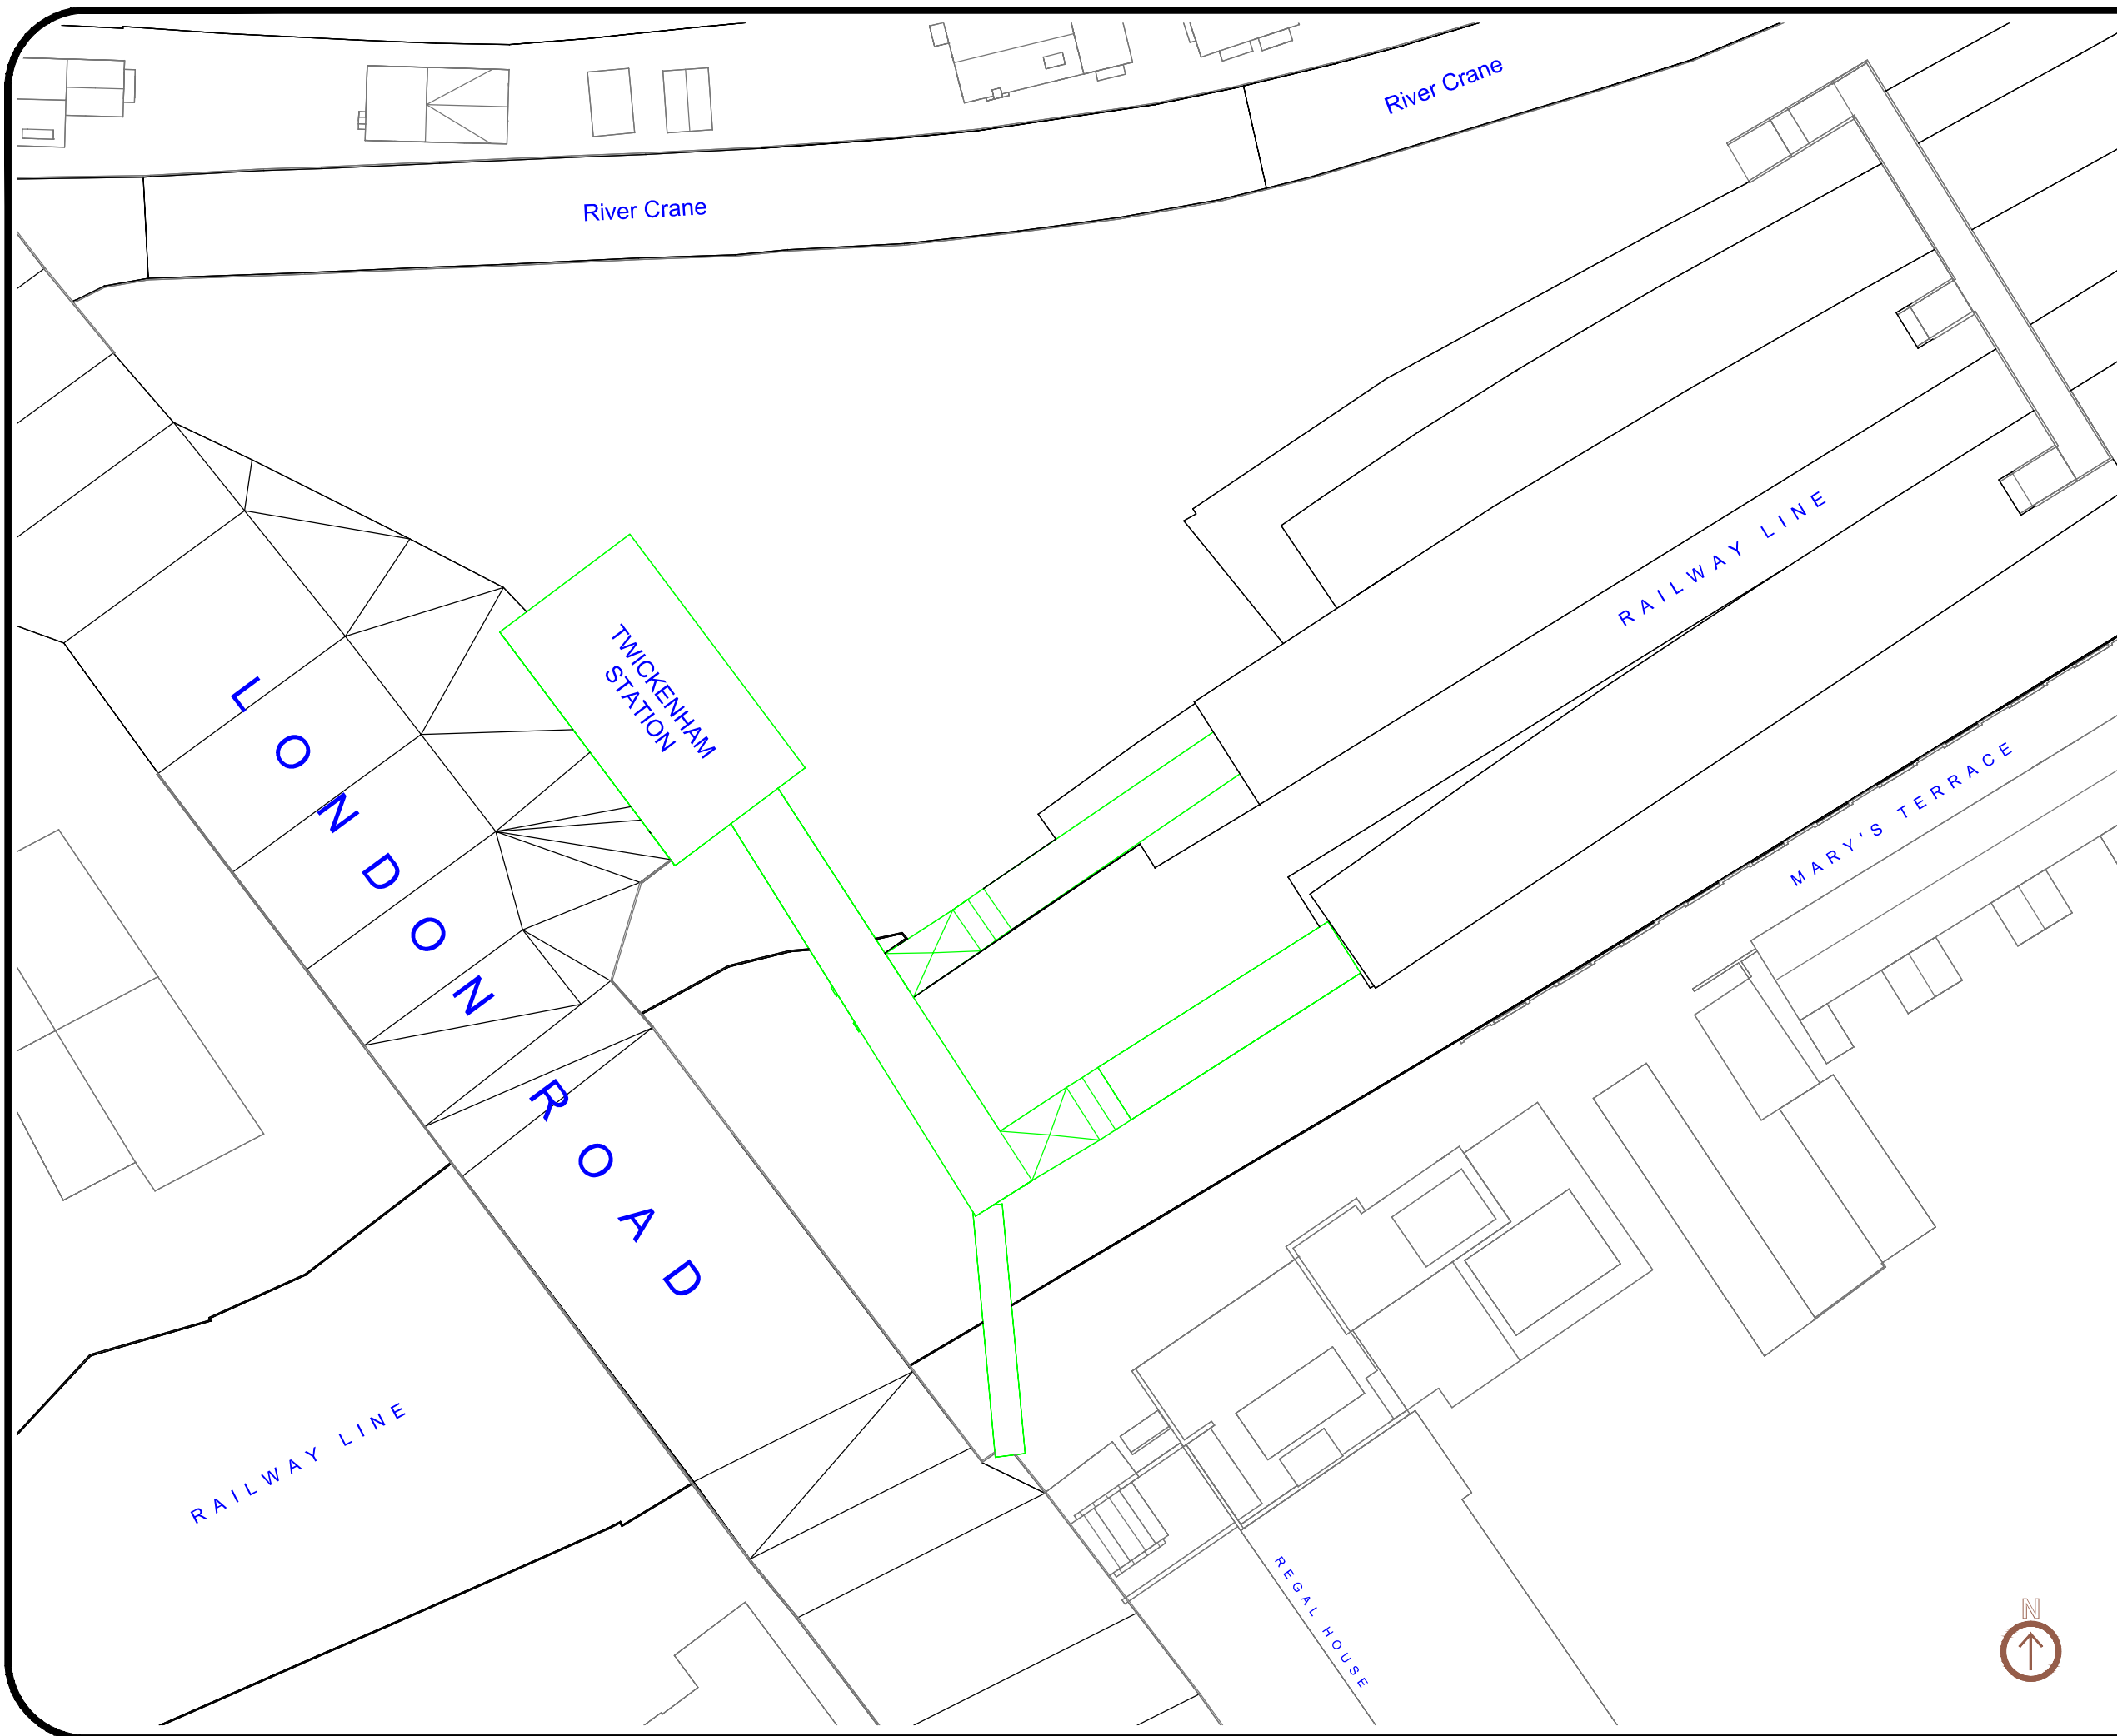 River Crane
River Crane
RAILWAY LINE
TWICKENHAM
STATION
LONDON ROAD
MARY'S TERRACE
RAILWAY LINE
REGAL HOUSE
N